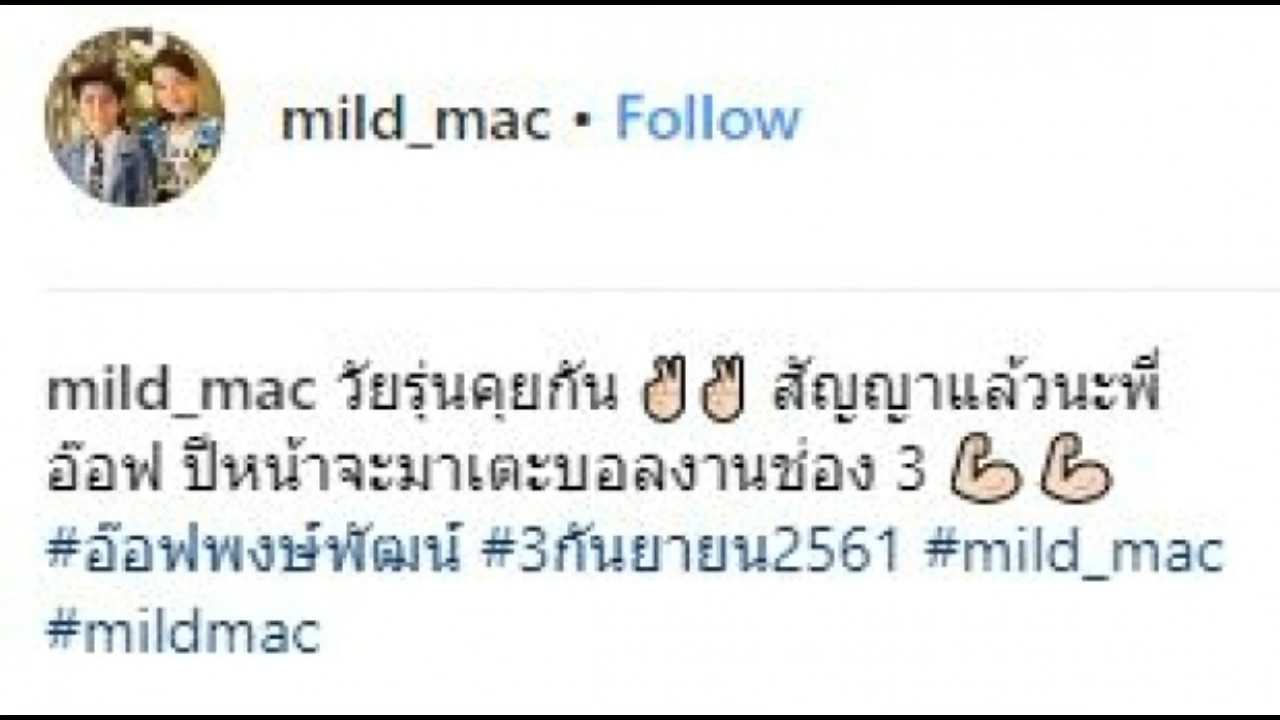 mild_mac • Follow
mild_mac วัยรุ่นคุยกัน ✌🏻✌🏻 สัญญาแล้วนะพี่
อ๊อฟ ปีหน้าจะมาเตะบอลงานช่อง 3 💪🏻💪🏻
#อ๊อฟพงษ์พัฒน์ #3กันยายน2561 #mild_mac
#mildmac